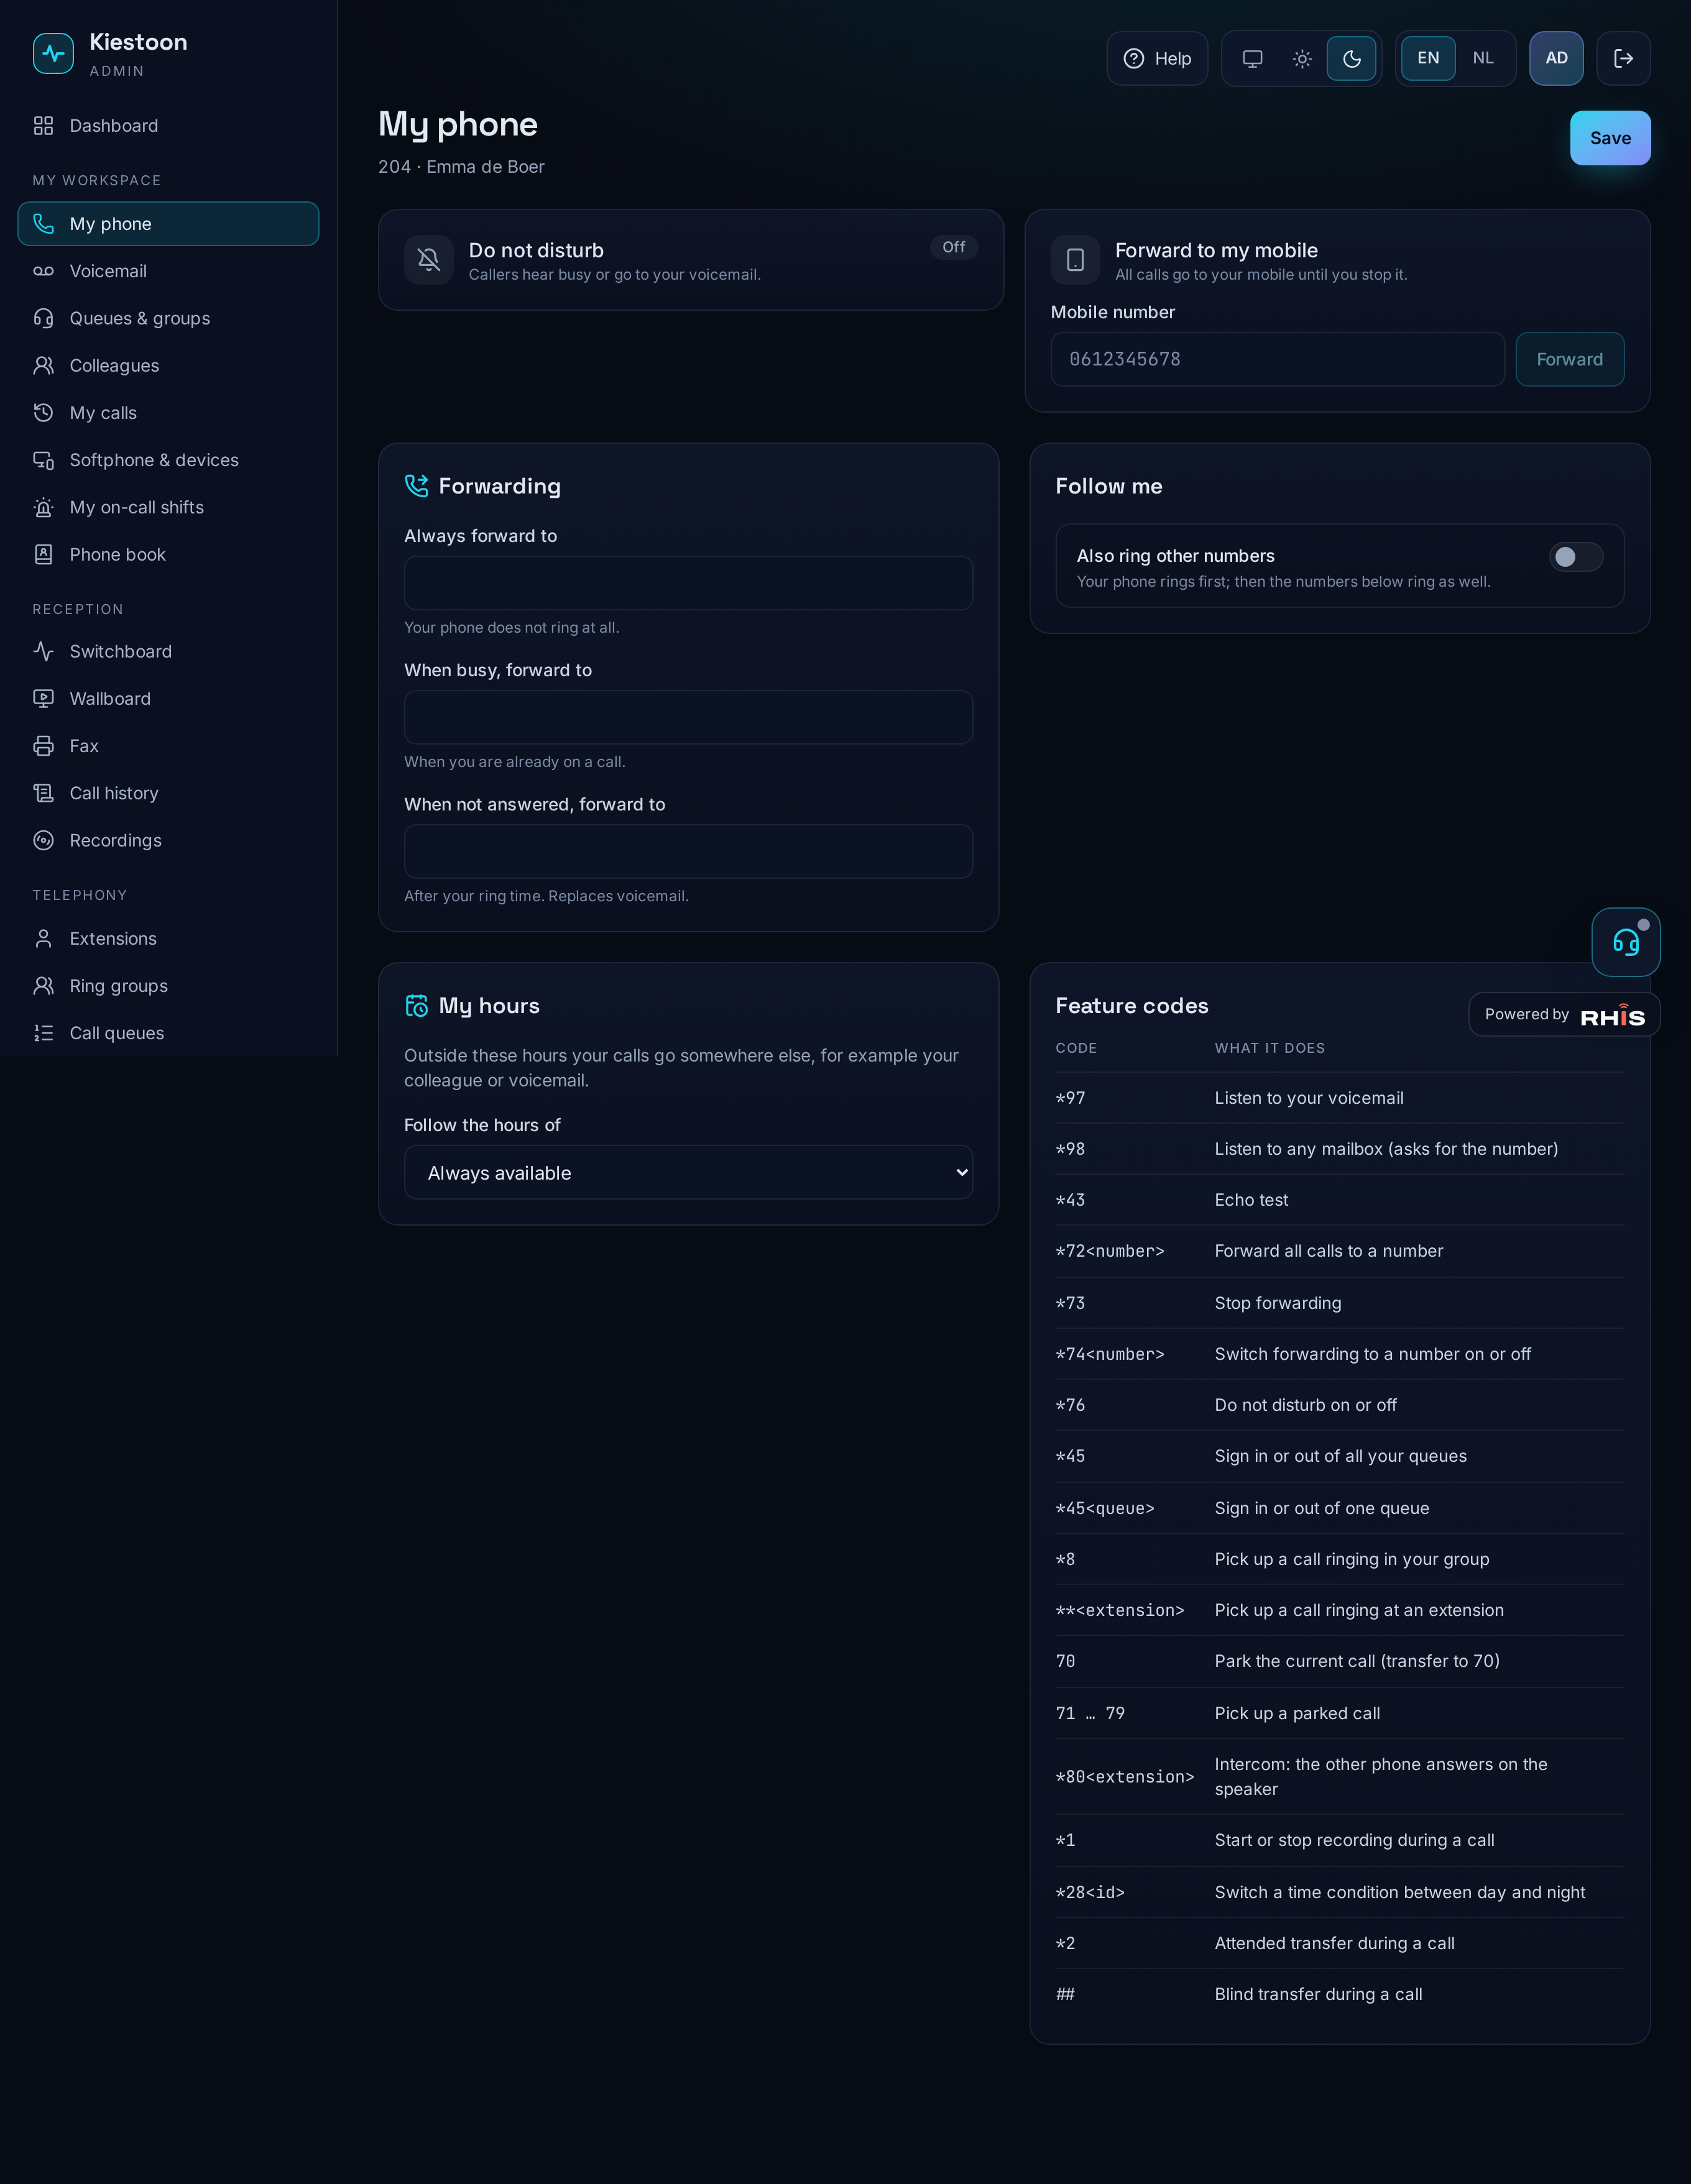 Kiestoon
ADMIN
Dashboard
MY WORKSPACE
My phone
Voicemail
Queues & groups
Colleagues
My calls
Softphone & devices
My on-call shifts
Phone book
RECEPTION
Switchboard
Wallboard
Fax
Call history
Recordings
TELEPHONY
Extensions
Ring groups
Call queues
Help
EN
NL
AD
My phone
204 · Emma de Boer
Save
Do not disturb
Callers hear busy or go to your voicemail.
Off
Forward to my mobile
All calls go to your mobile until you stop it.
Mobile number
0612345678
Forward
Forwarding
Always forward to
Your phone does not ring at all.
When busy, forward to
When you are already on a call.
When not answered, forward to
After your ring time. Replaces voicemail.
Follow me
Also ring other numbers
Your phone rings first; then the numbers below ring as well.
My hours
Outside these hours your calls go somewhere else, for example your
colleague or voicemail.
Follow the hours of
Always available
Feature codes
Powered by RHiS
CODE WHAT IT DOES
*97 Listen to your voicemail
*98 Listen to any mailbox (asks for the number)
*43 Echo test
*72<number> Forward all calls to a number
*73 Stop forwarding
*74<number> Switch forwarding to a number on or off
*76 Do not disturb on or off
*45 Sign in or out of all your queues
*45<queue> Sign in or out of one queue
*8 Pick up a call ringing in your group
**<extension> Pick up a call ringing at an extension
70 Park the current call (transfer to 70)
71 … 79 Pick up a parked call
*80<extension> Intercom: the other phone answers on the
speaker
*1 Start or stop recording during a call
*28<id> Switch a time condition between day and night
*2 Attended transfer during a call
## Blind transfer during a call